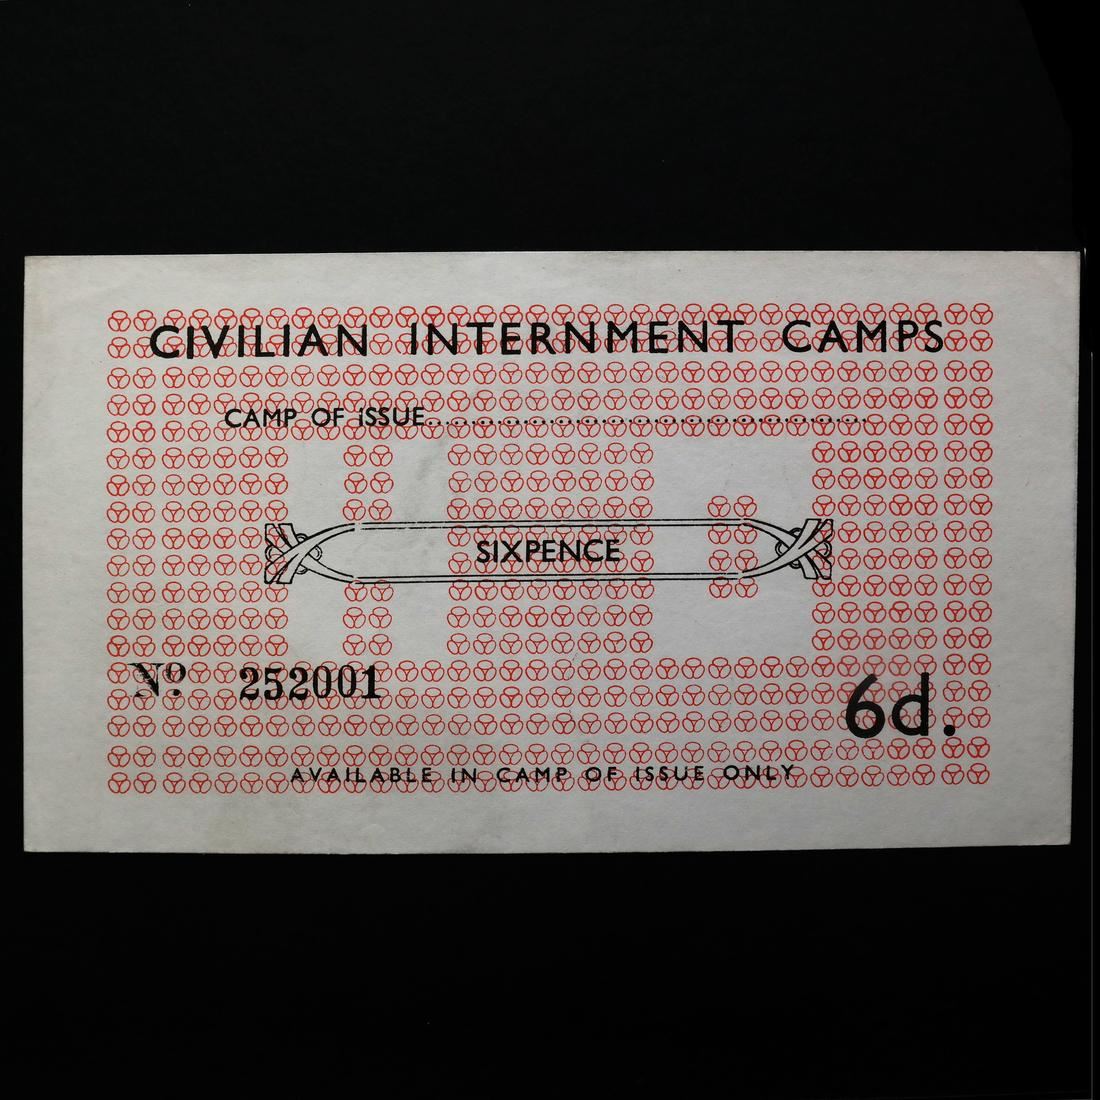 CIVILIAN INTERNMENT CAMPS
CAMP OF ISSUE..................................................
SIXPENCE
Nº 252001
6d.
AVAILABLE IN CAMP OF ISSUE ONLY